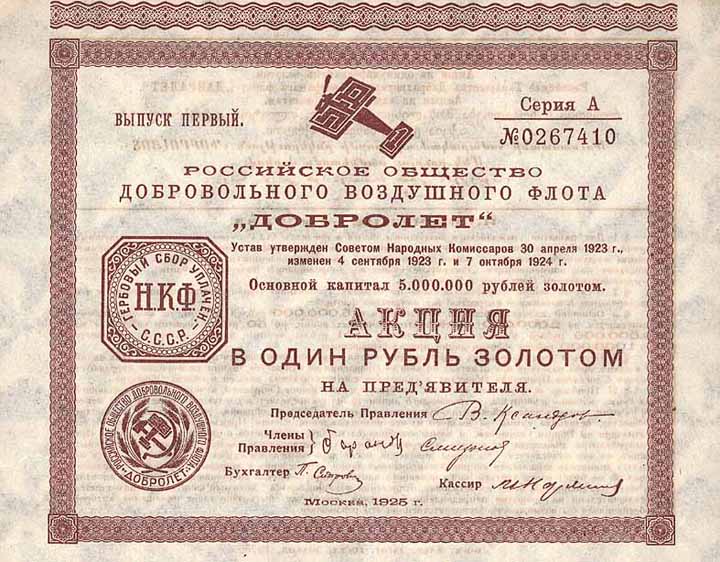 ВЫПУСК ПЕРВЫЙ.
Серия А
№0267410
РОССИЙСКОЕ ОБЩЕСТВО
ДОБРОВОЛЬНОГО ВОЗДУШНОГО ФЛОТА
„ДОБРОЛЕТ“
Устав утвержден Советом Народных Комиссаров 30 апреля 1923 г.,
изменен 4 сентября 1923 г. и 7 октября 1924 г.
Основной капитал 5.000.000 рублей золотом.
ГЕРБОВЫЙ СБОР УПЛАЧЕН
Н.К.Ф.
С.С.С.Р.
АКЦИЯ
В ОДИН РУБЛЬ ЗОЛОТОМ
НА ПРЕД'ЯВИТЕЛЯ.
РОССИЙСКОЕ ОБЩЕСТВО ДОБРОВОЛЬНОГО ВОЗДУШНОГО ФЛОТА
„ДОБРОЛЕТ“
Председатель Правления
Члены
Правления
Бухгалтер
Кассир
Москва, 1925 г.